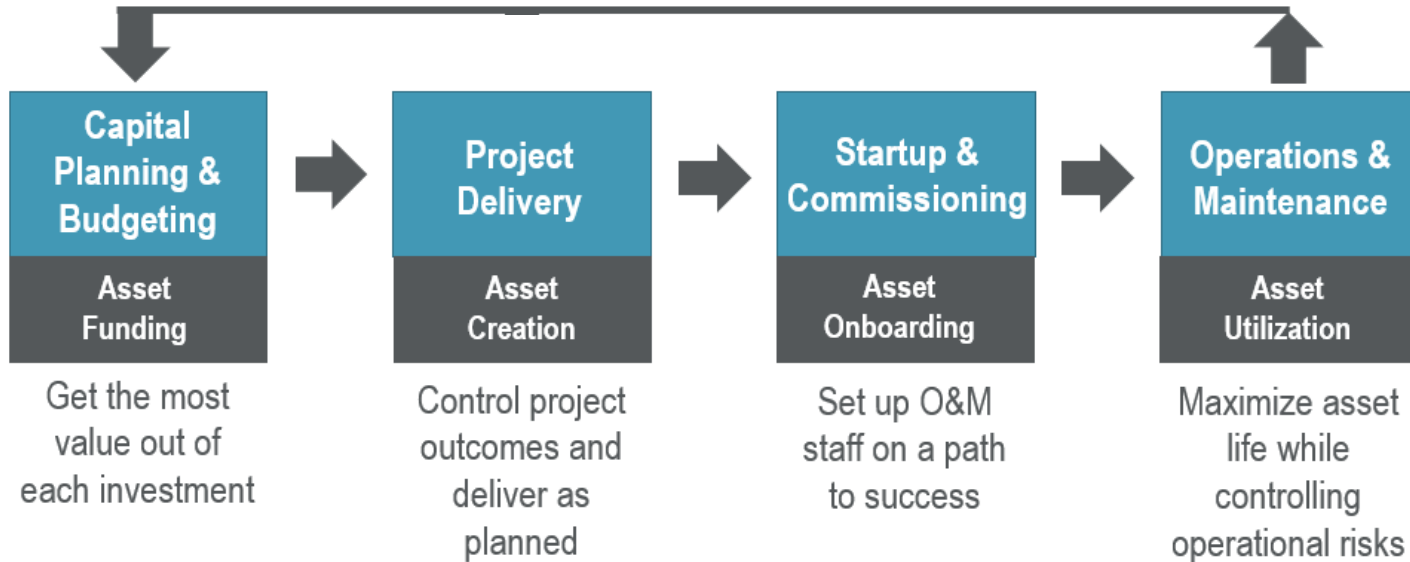 Capital
Planning &
Budgeting
Asset
Funding
Get the most
value out of
each investment
Project
Delivery
Asset
Creation
Control project
outcomes and
deliver as
planned
Startup &
Commissioning
Asset
Onboarding
Set up O&M
staff on a path
to success
Operations &
Maintenance
Asset
Utilization
Maximize asset
life while
controlling
operational risks